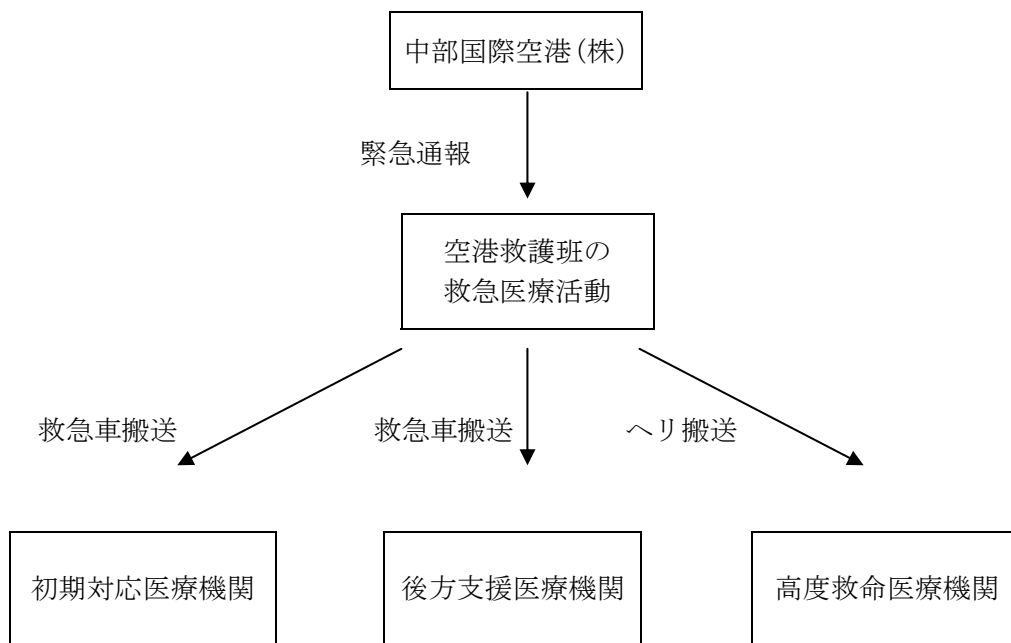 中部国際空港(株)
緊急通報
空港救護班の
救急医療活動
救急車搬送
救急車搬送
ヘリ搬送
初期対応医療機関
後方支援医療機関
高度救命医療機関